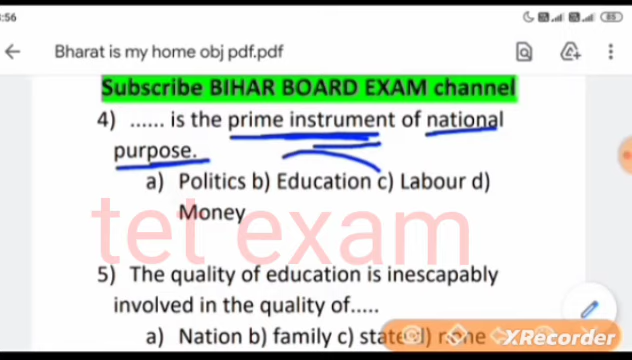 :56
85
Bharat is my home obj pdf.pdf
Subscribe BIHAR BOARD EXAM channel
4) ...... is the prime instrument of national
purpose.
a) Politics b) Education c) Labour d)
Money
tet exam
5) The quality of education is inescapably
involved in the quality of.....
a) Nation b) family c) state d) none
XRecorder